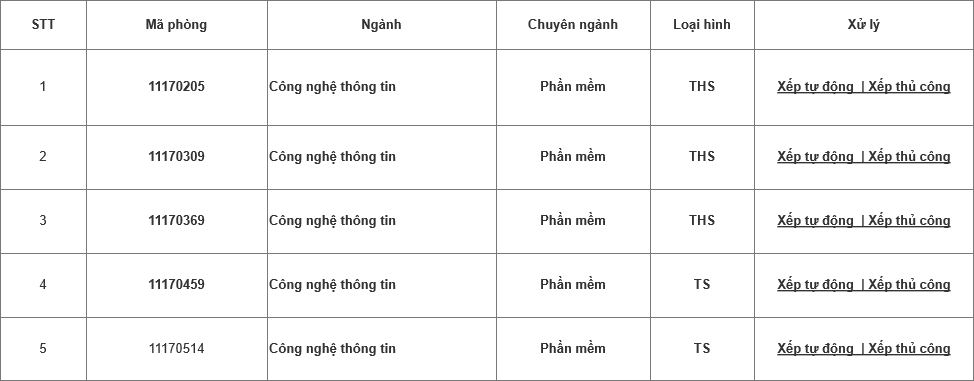 STT Mã phòng Ngành Chuyên ngành Loại hình Xử lý
1 11170205 Công nghệ thông tin Phần mềm THS Xếp tự động | Xếp thủ công
2 11170309 Công nghệ thông tin Phần mềm THS Xếp tự động | Xếp thủ công
3 11170369 Công nghệ thông tin Phần mềm THS Xếp tự động | Xếp thủ công
4 11170459 Công nghệ thông tin Phần mềm TS Xếp tự động | Xếp thủ công
5 11170514 Công nghệ thông tin Phần mềm TS Xếp tự động | Xếp thủ công